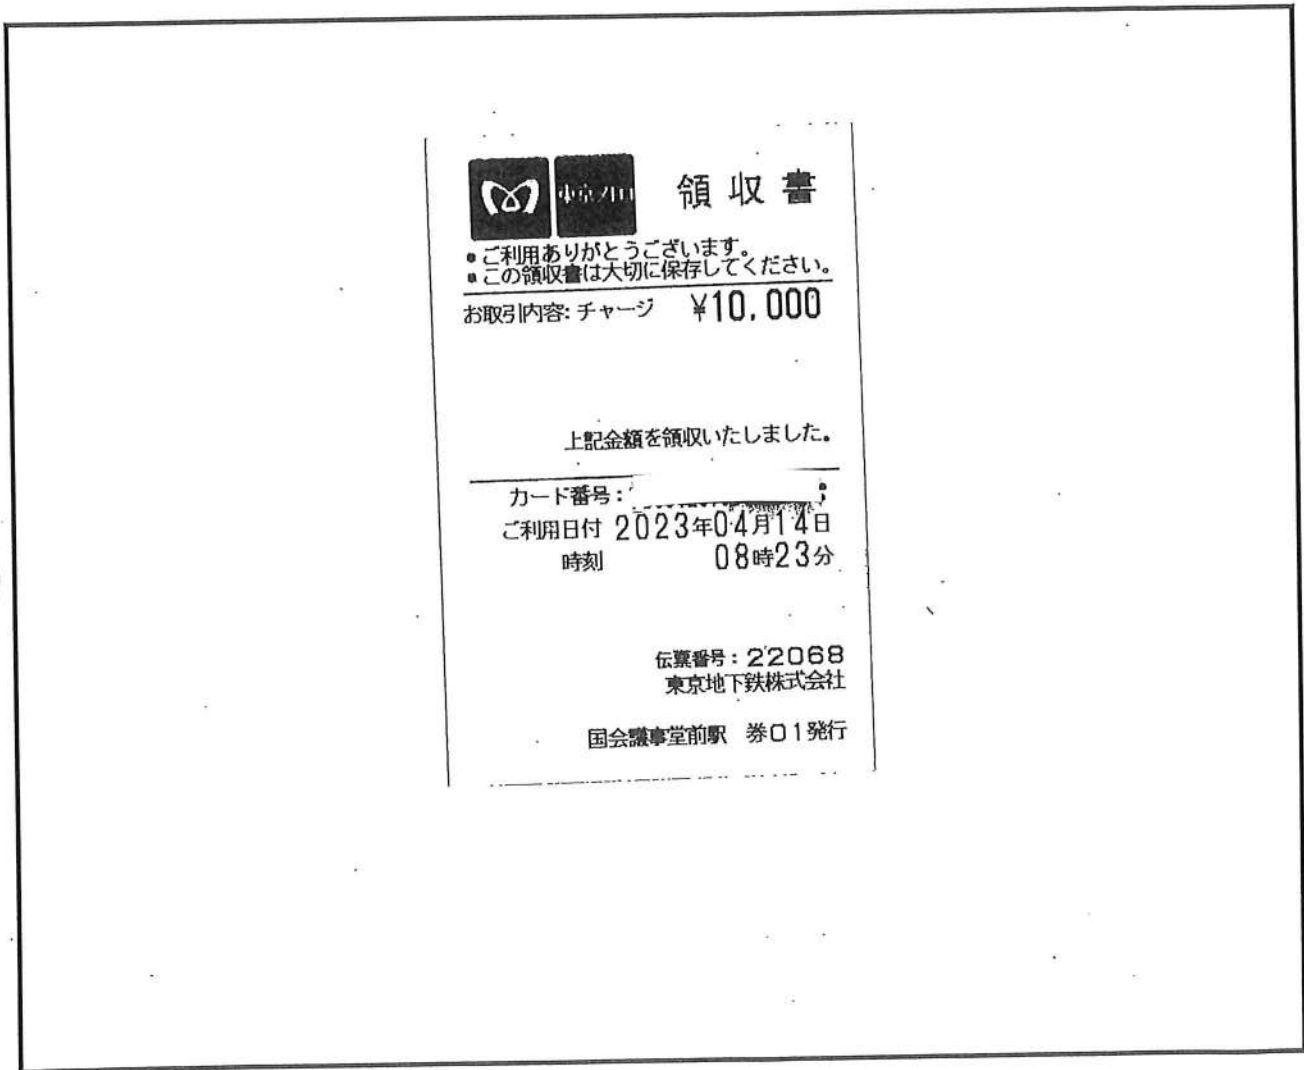 東京メトロ 領収書
▪ご利用ありがとうございます。
▪この領収書は大切に保存してください。
お取引内容: チャージ ¥10,000
上記金額を領収いたしました。
カード番号:
ご利用日付 2023年04月14日
時刻 08時23分
伝票番号: 22068
東京地下鉄株式会社
国会議事堂前駅 券01発行